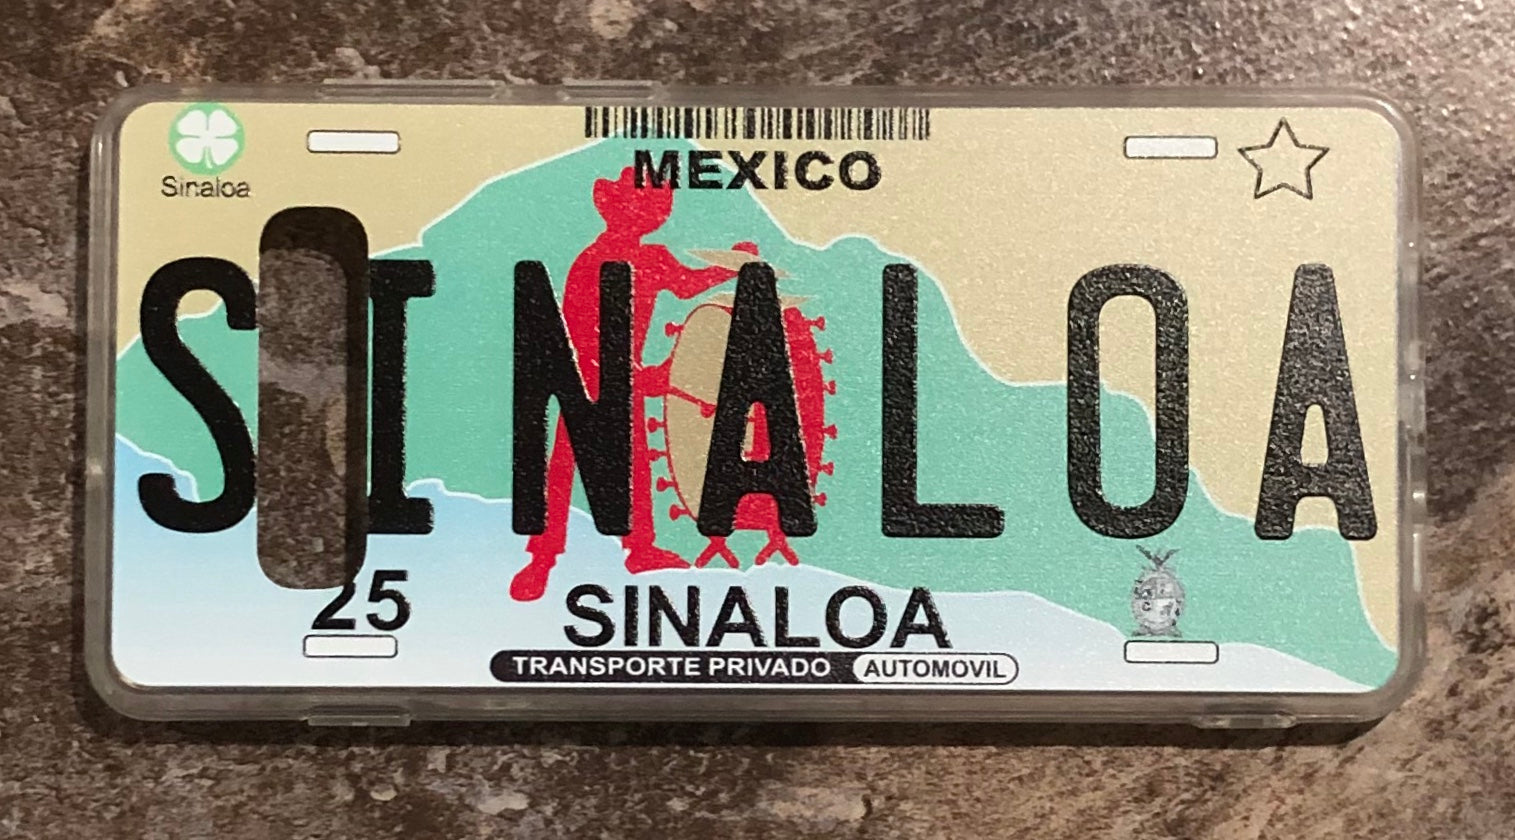 MEXICO
Sinaloa
SINALOA
25
SINALOA
TRANSPORTE PRIVADO AUTOMOVIL